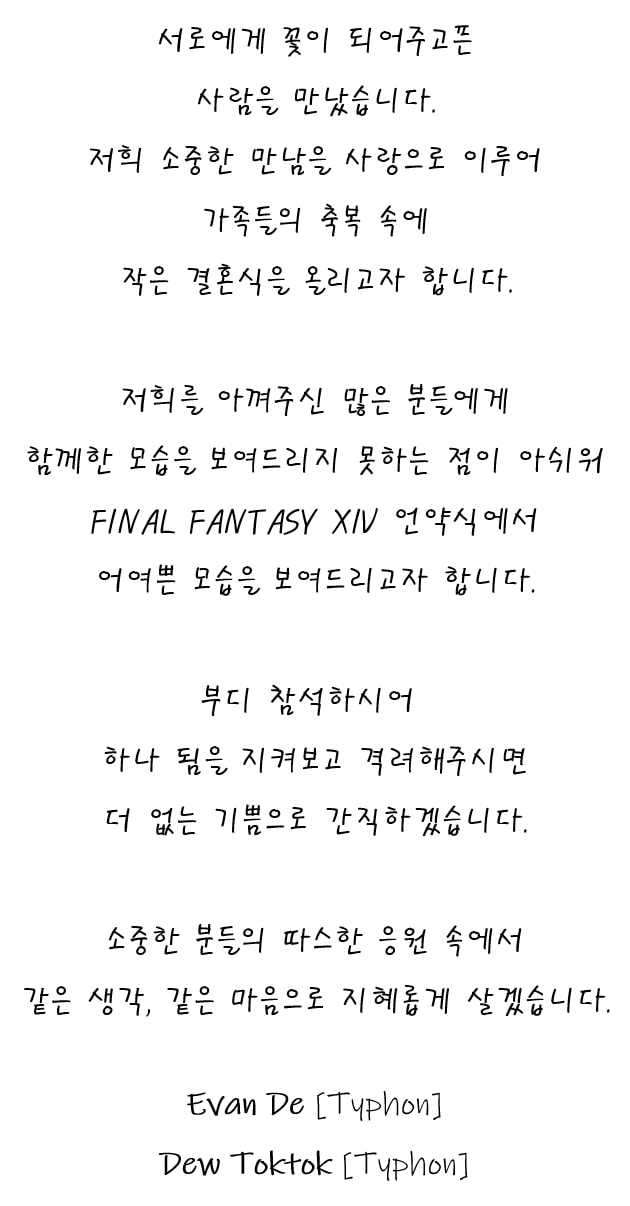 서로에게 꽃이 되어주고픈
사람을 만났습니다.
저희 소중한 만남을 사랑으로 이루어
가족들의 축복 속에
작은 결혼식을 올리고자 합니다.
저희를 아껴주신 많은 분들에게
함께한 모습을 보여드리지 못하는 점이 아쉬워
FINAL FANTASY XIV 언약식에서
어여쁜 모습을 보여드리고자 합니다.
부디 참석하시어
하나 됨을 지켜보고 격려해주시면
더 없는 기쁨으로 간직하겠습니다.
소중한 분들의 따스한 응원 속에서
같은 생각, 같은 마음으로 지혜롭게 살겠습니다.
Evan De [Typhon]
Dew Toktok [Typhon]